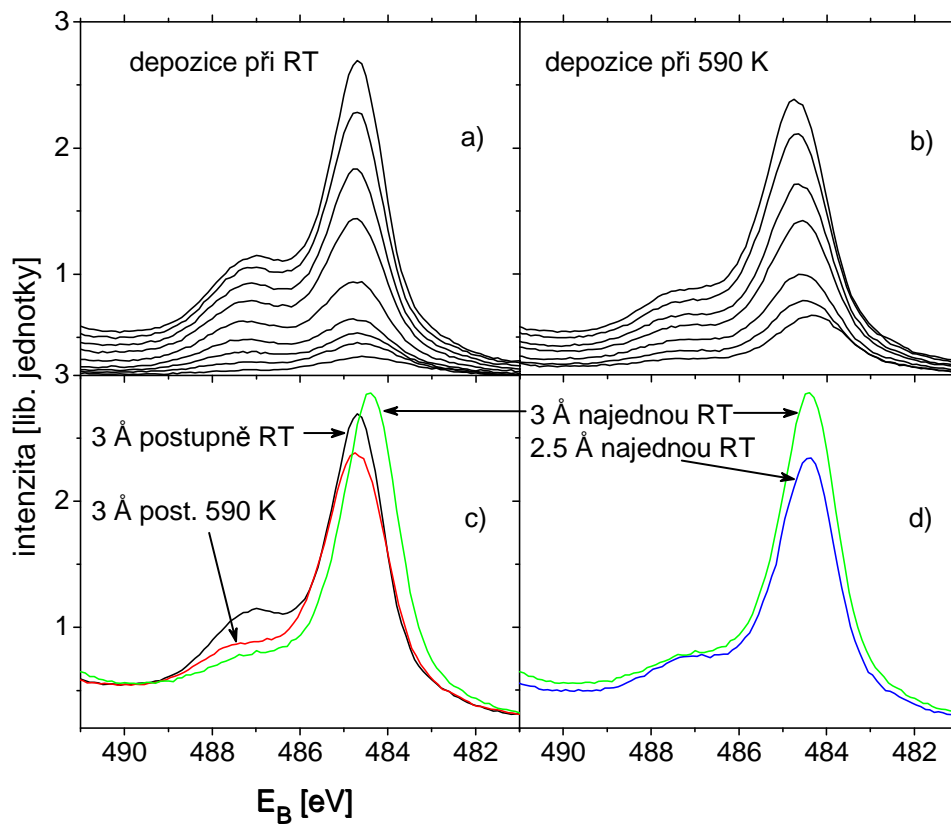 3
depozice při RT
depozice při 590 K
a)
b)
2
1
intenzita [lib. jednotky]
3
3 Å postupně RT
3 Å najednou RT
2.5 Å najednou RT
3 Å post. 590 K
c)
d)
2
1
490 488 486 484 482
490 488 486 484 482
E_B [eV]